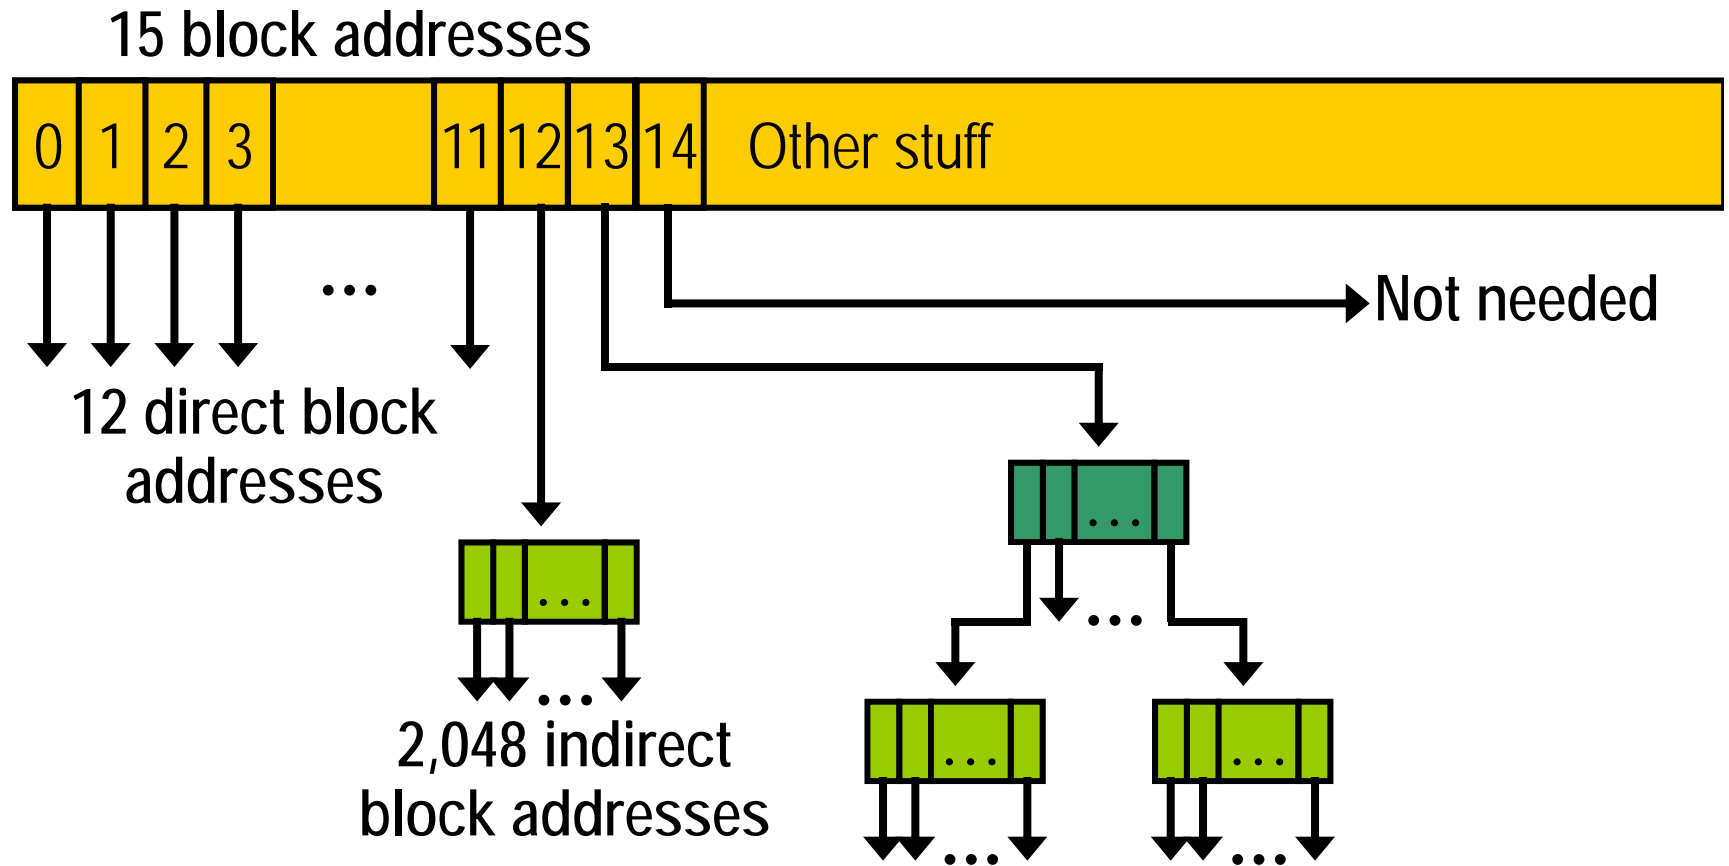 15 block addresses
0 1 2 3 11 12 13 14 Other stuff
...
Not needed
12 direct block
addresses
...
...
...
...
2,048 indirect
block addresses
... ...
... ...